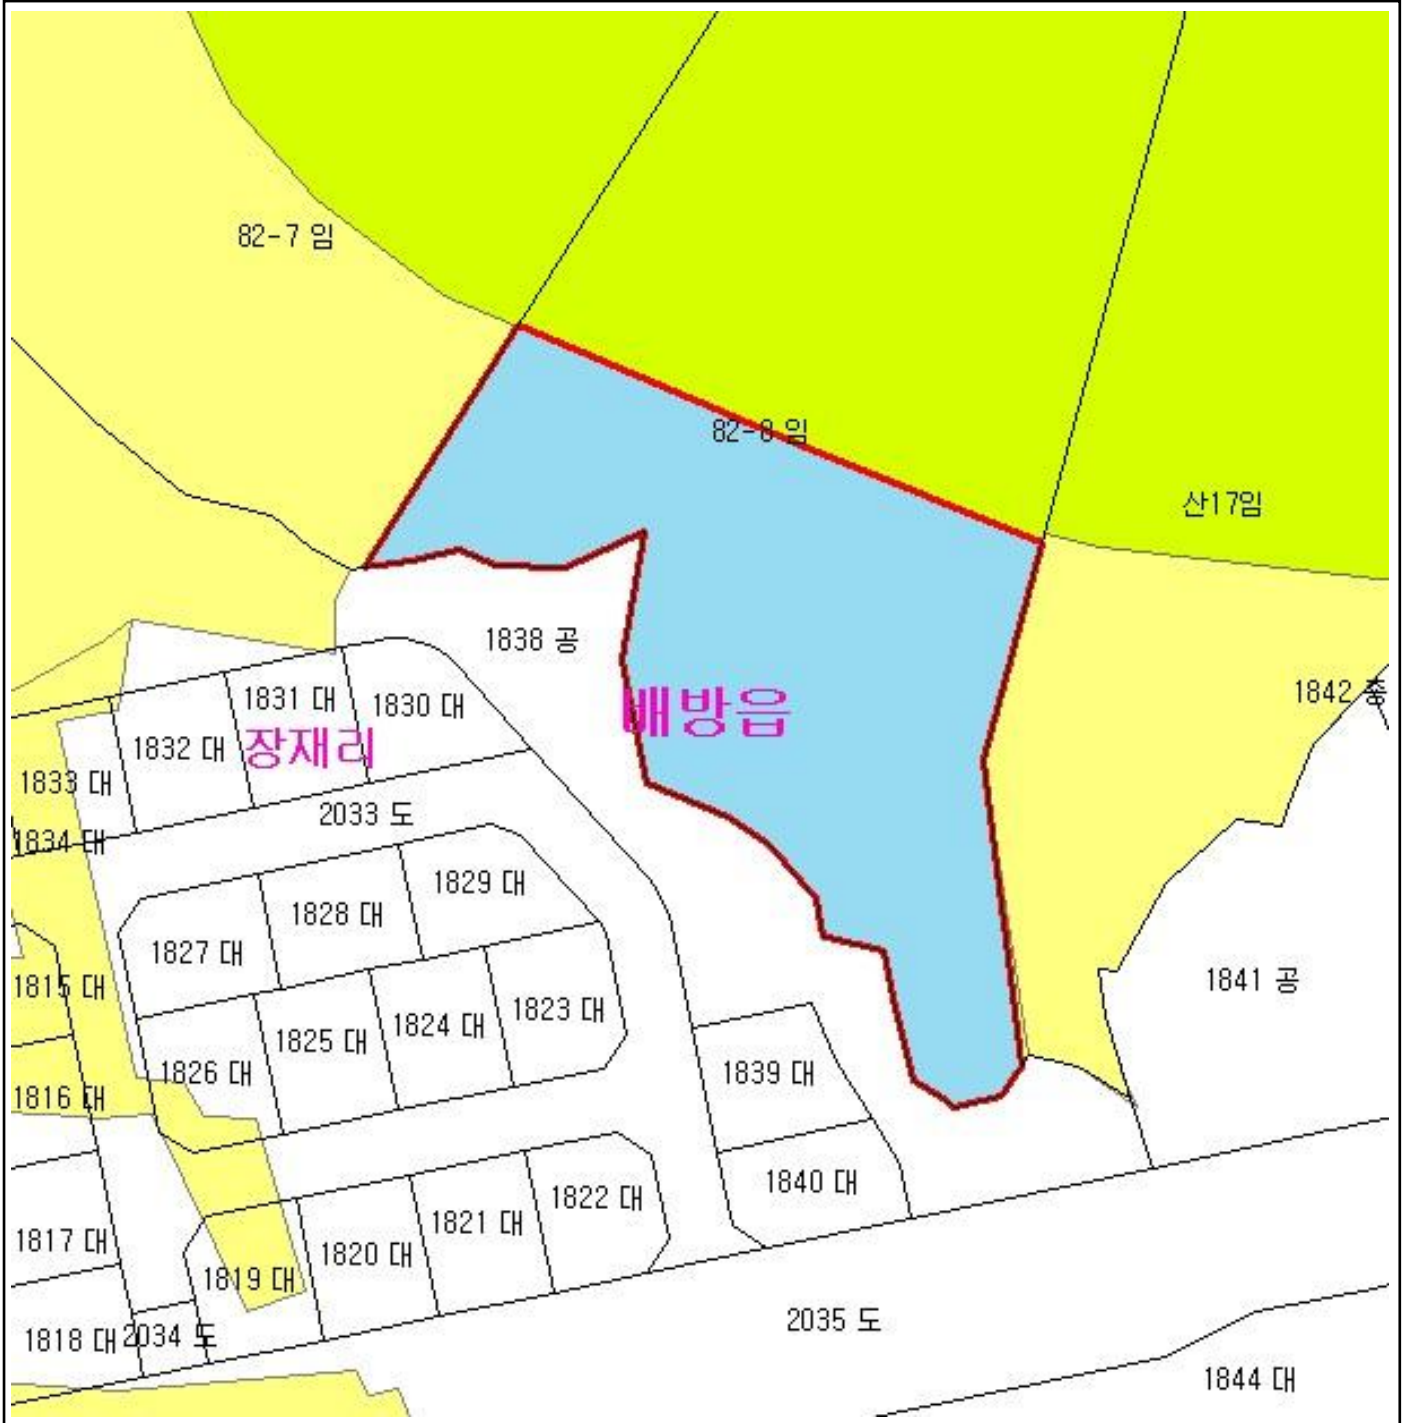 82-7 임
82-8 임
산17임
1838 공
1842 종
1831 대
1830 대
배방읍
1832 대
장재리
1833 대
2033 도
1834 대
1829 대
1828 대
1827 대
1815 대
1841 공
1823 대
1824 대
1825 대
1826 대
1839 대
1816 대
1840 대
1822 대
1821 대
1817 대
1820 대
1819 대
2035 도
1818 대
2034 도
1844 대